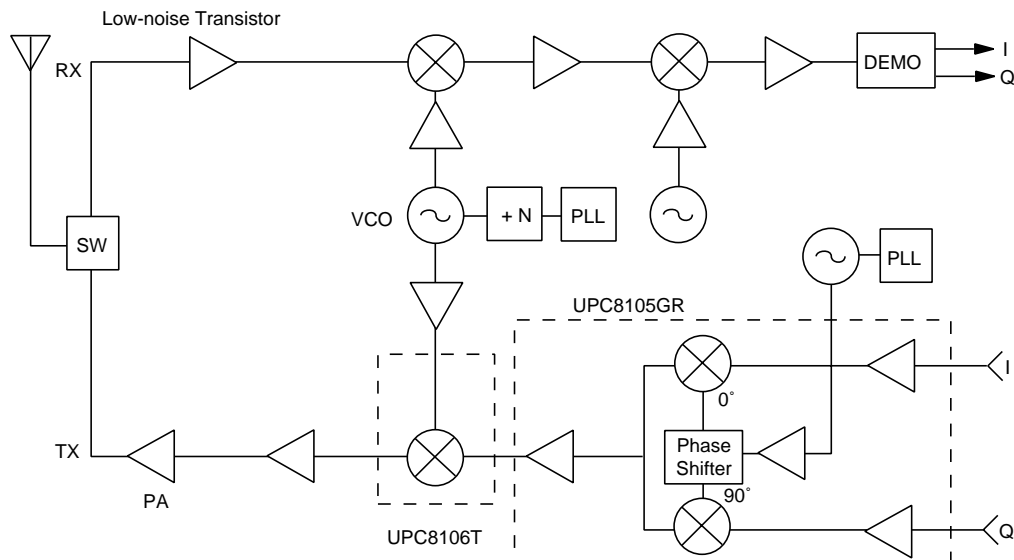 Low-noise Transistor
RX
DEMO
I
Q
SW
VCO
+ N
PLL
PLL
UPC8105GR
I
0°
Phase
Shifter
90°
TX
PA
UPC8106T
Q